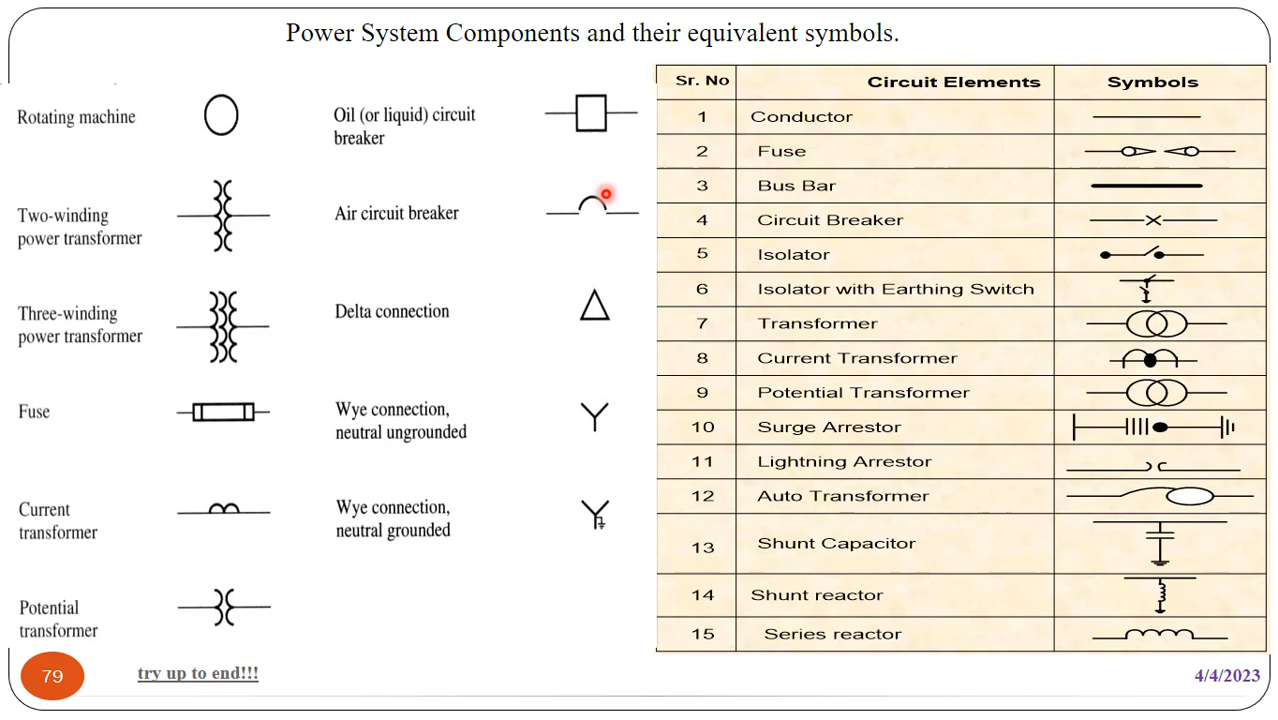 Power System Components and their equivalent symbols.
Rotating machine
Two-winding
power transformer
Three-winding
power transformer
Fuse
Current
transformer
Potential
transformer
Oil (or liquid) circuit
breaker
Air circuit breaker
Delta connection
Wye connection,
neutral ungrounded
Wye connection,
neutral grounded
Sr. No Circuit Elements Symbols
1 Conductor
2 Fuse
3 Bus Bar
4 Circuit Breaker
5 Isolator
6 Isolator with Earthing Switch
7 Transformer
8 Current Transformer
9 Potential Transformer
10 Surge Arrestor
11 Lightning Arrestor
12 Auto Transformer
13 Shunt Capacitor
14 Shunt reactor
15 Series reactor
79 try up to end!!! 4/4/2023